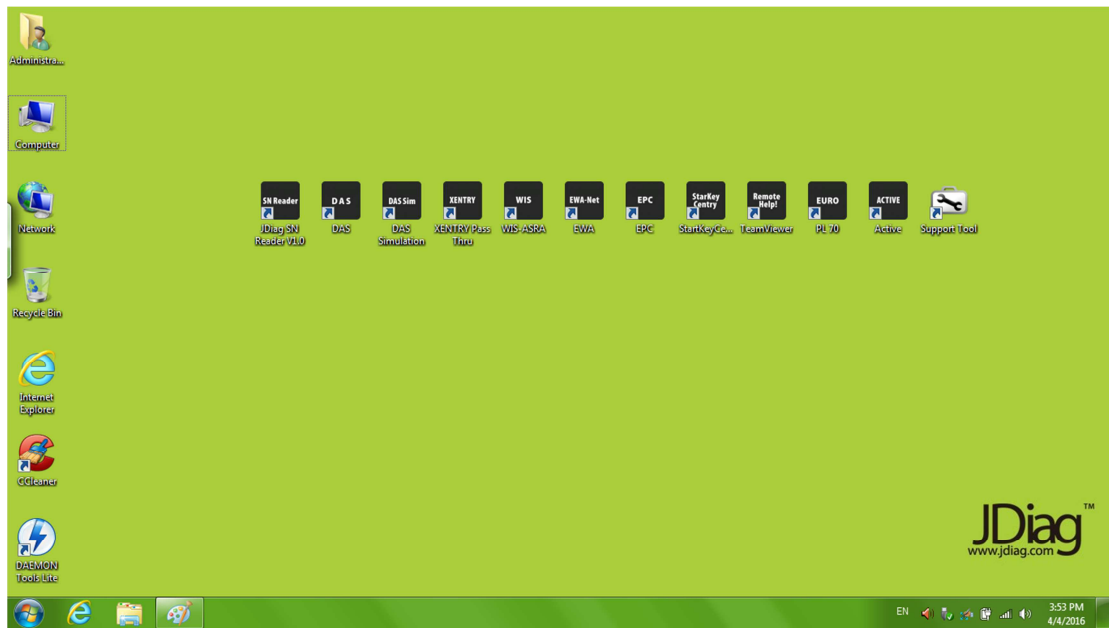 Administra...
Computer
Network
Recycle Bin
Internet
Explorer
CCleaner
DAEMON
Tools Lite
SN Reader
JDiag SN
Reader V1.0
DAS
DAS
DAS Sim
DAS
Simulation
XENTRY
XENTRY Pass
Thru
WIS
WIS-ASRA
EWA-Net
EWA
EPC
EPC
StarKey
Centry
StartKeyCe...
Remote
Help!
TeamViewer
EURO
PL 70
ACTIVE
Active
Support Tool
JDiag™
www.jdiag.com
EN
3:53 PM
4/4/2016